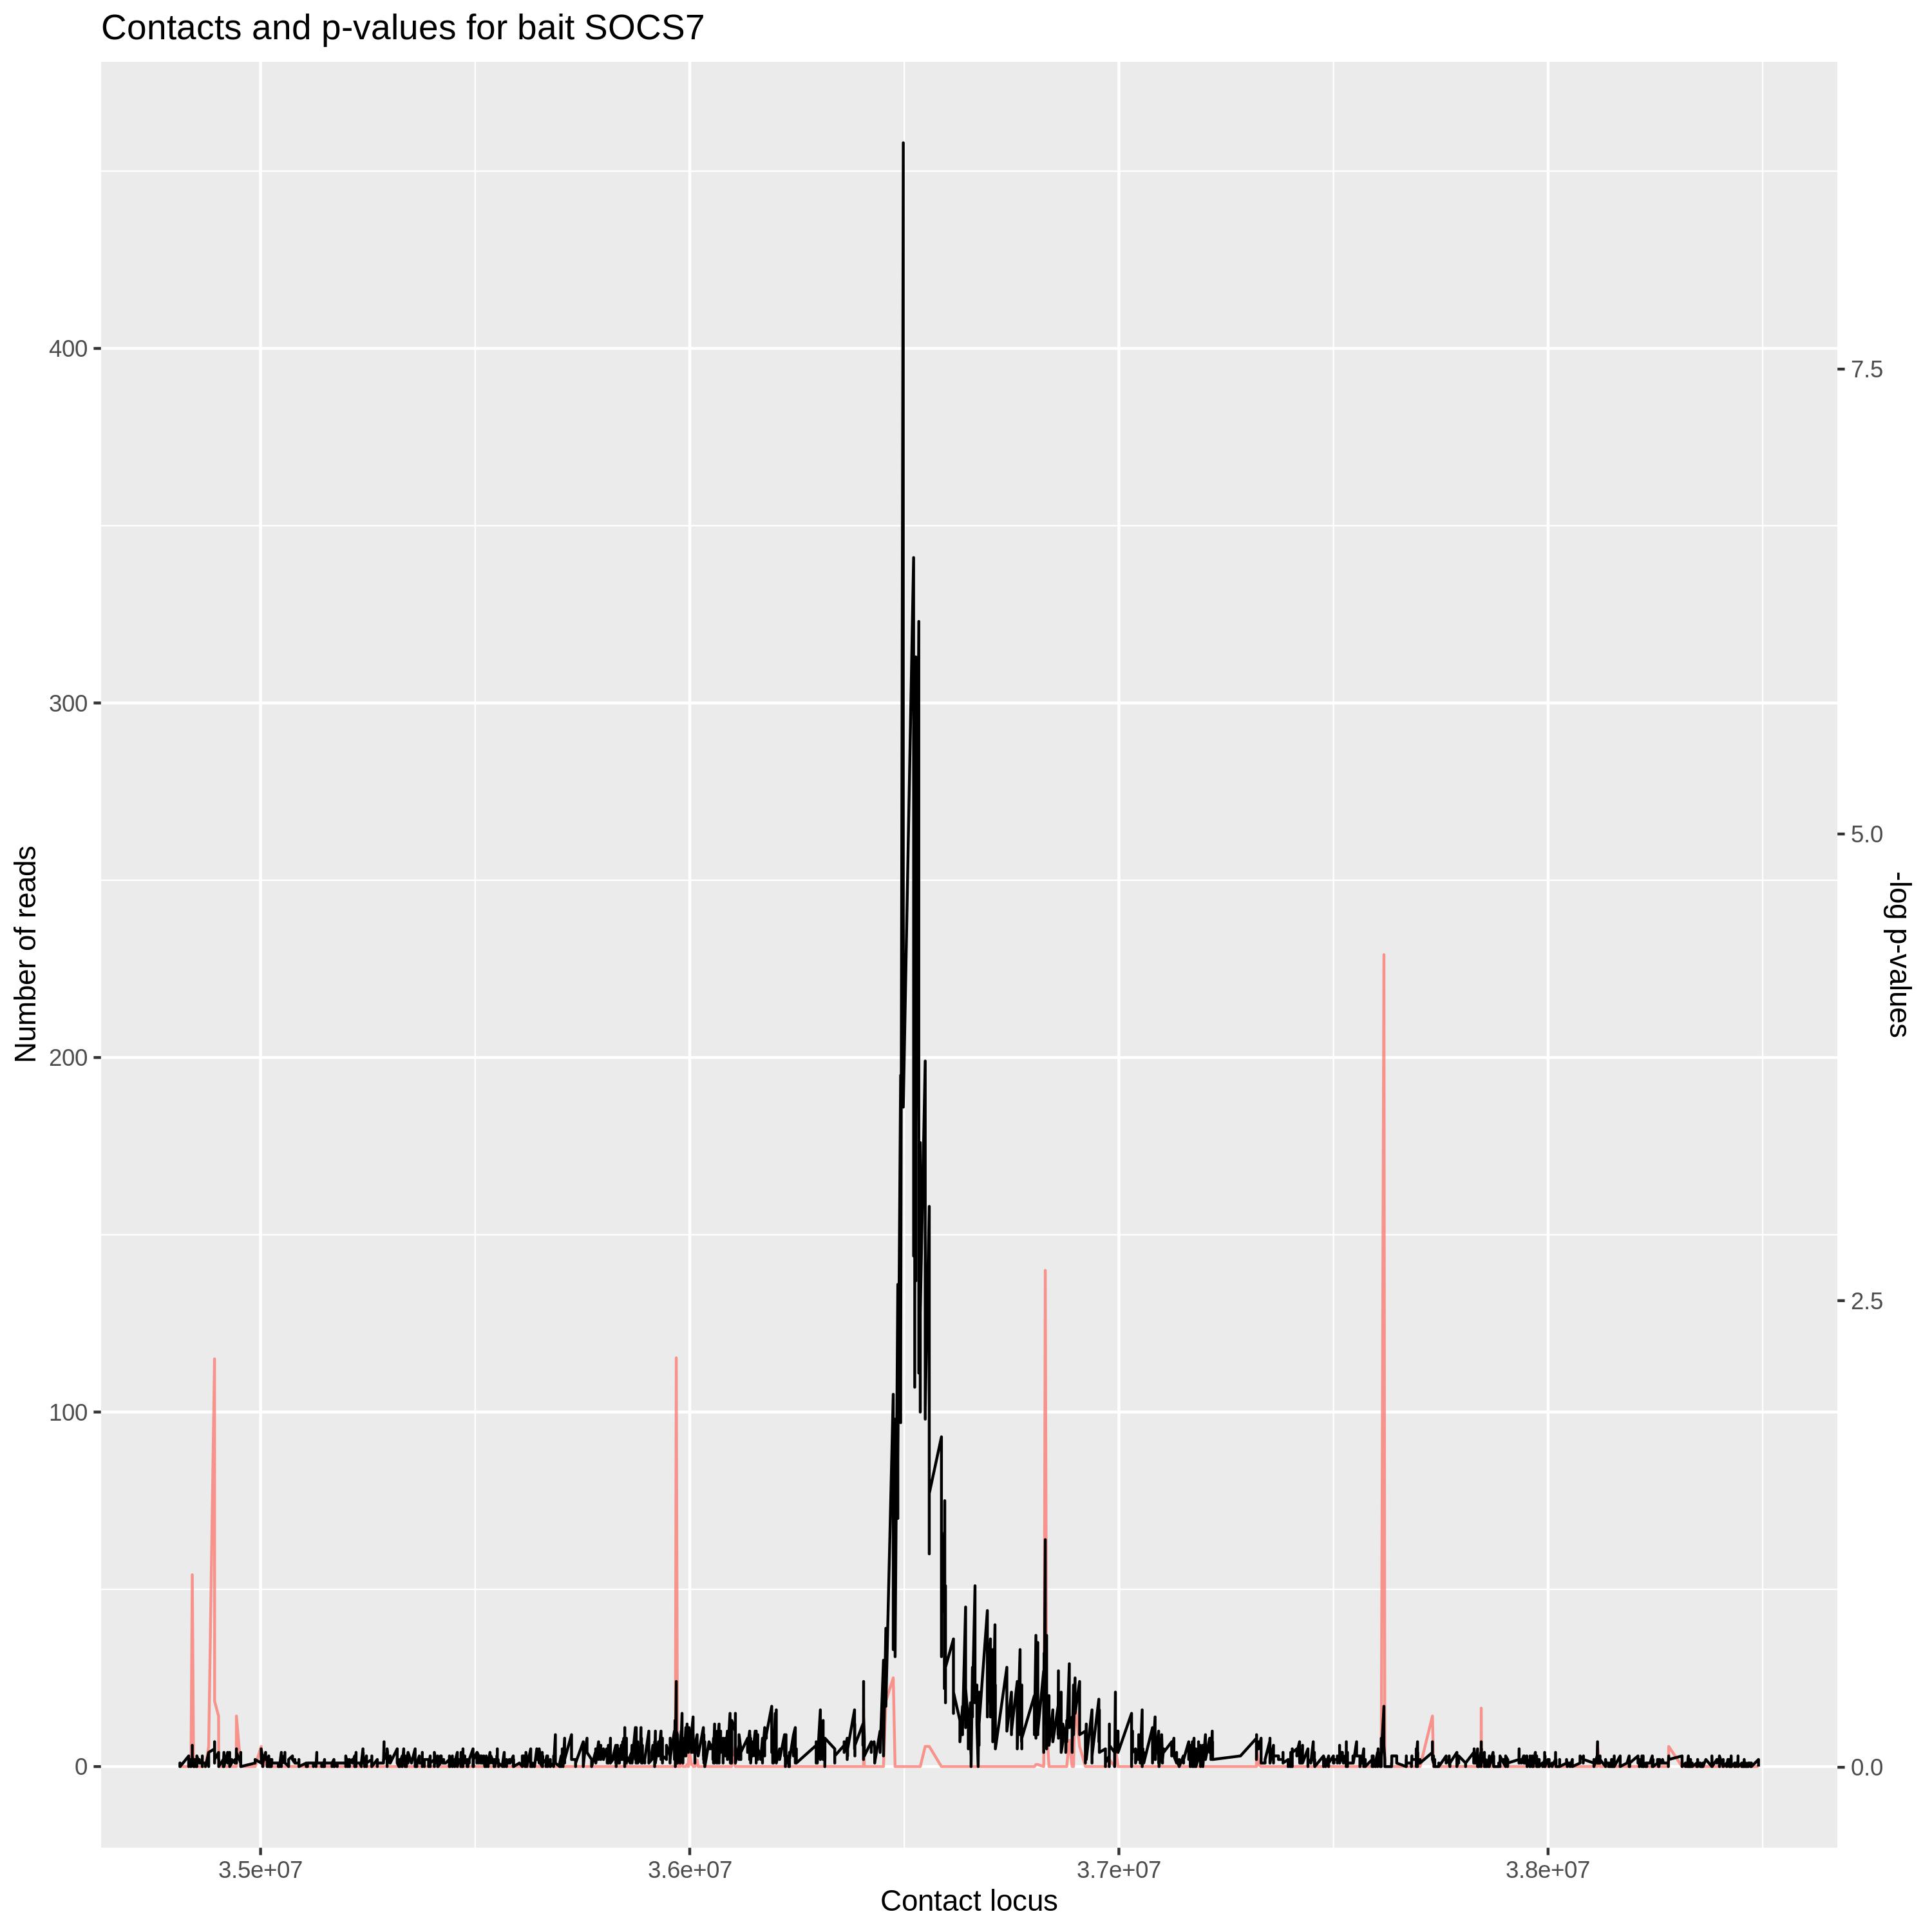 Contacts and p-values for bait SOCS7
Number of reads
400
300
200
100
0
7.5
5.0
2.5
0.0
-log p-values
3.5e+07
3.6e+07
3.7e+07
3.8e+07
Contact locus